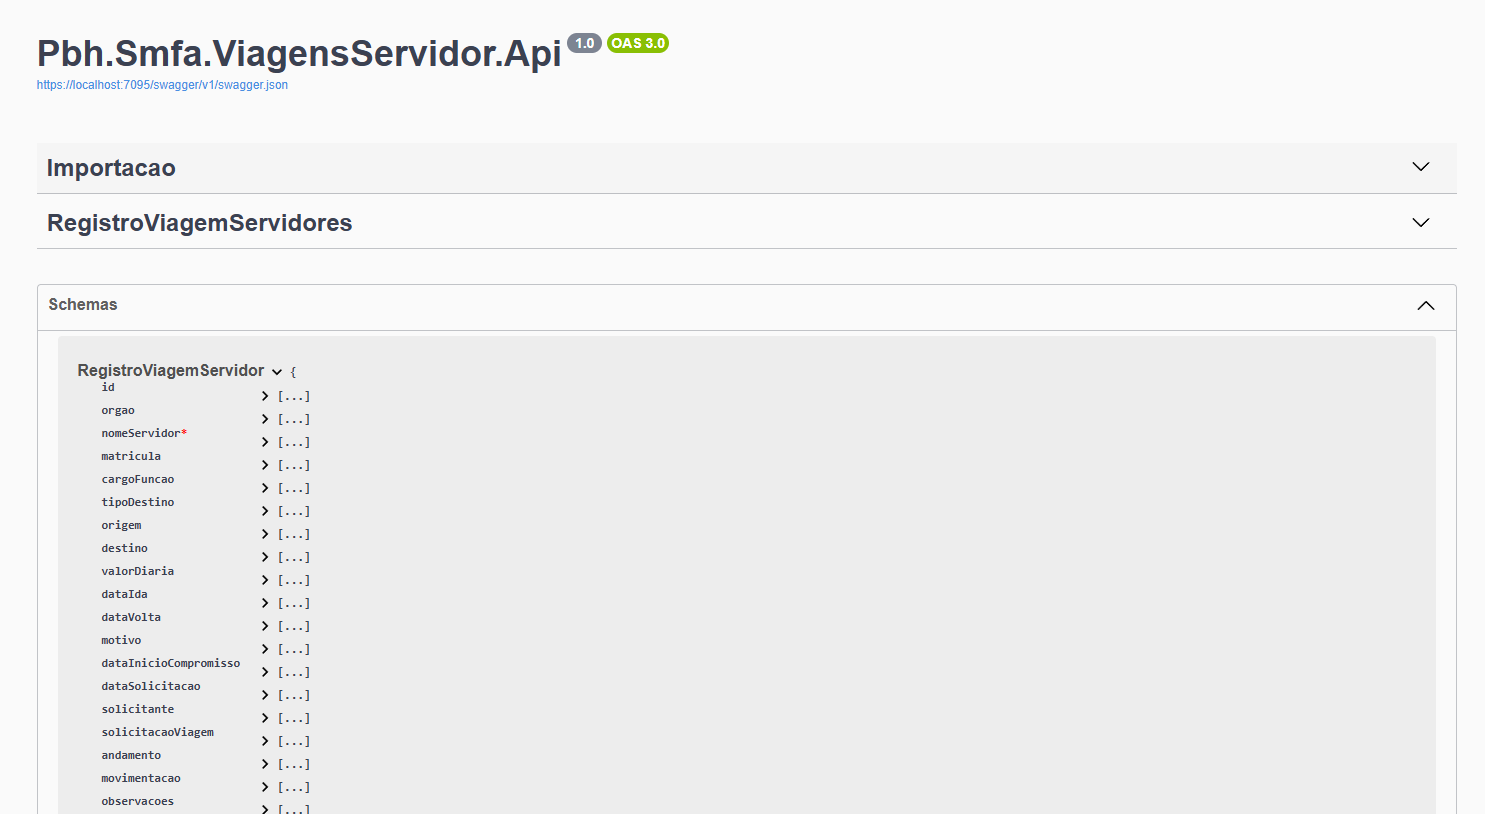 Pbh.Smfa.ViagensServidor.Api 1.0 OAS 3.0
https://localhost:7095/swagger/v1/swagger.json
Importacao
RegistroViagemServidores
Schemas
RegistroViagemServidor {
id [...]
orgao [...]
nomeServidor* [...]
matricula [...]
cargoFuncao [...]
tipoDestino [...]
origem [...]
destino [...]
valorDiaria [...]
dataIda [...]
dataVolta [...]
motivo [...]
dataInicioCompromisso [...]
dataSolicitacao [...]
solicitante [...]
solicitacaoViagem [...]
andamento [...]
movimentacao [...]
observacoes [...]